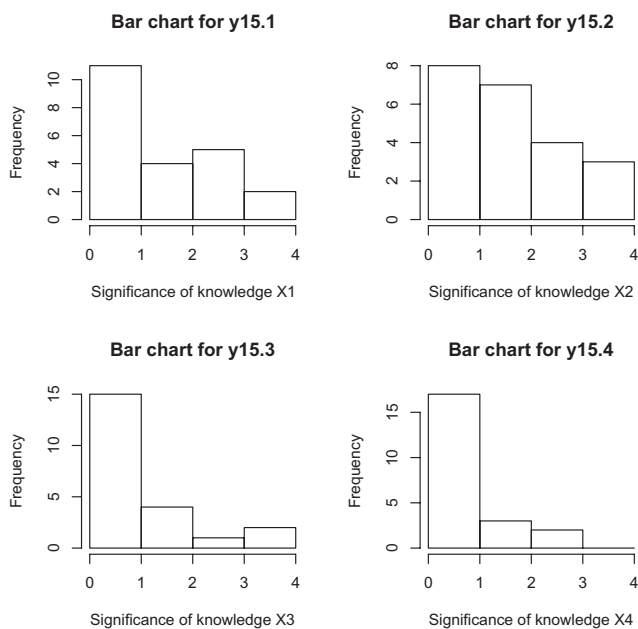 Bar chart for y15.1
Frequency
0 2 4 6 8 10
0 1 2 3 4
Significance of knowledge X1
Bar chart for y15.2
Frequency
0 2 4 6 8
0 1 2 3 4
Significance of knowledge X2
Bar chart for y15.3
Frequency
0 5 10 15
0 1 2 3 4
Significance of knowledge X3
Bar chart for y15.4
Frequency
0 5 10 15
0 1 2 3 4
Significance of knowledge X4